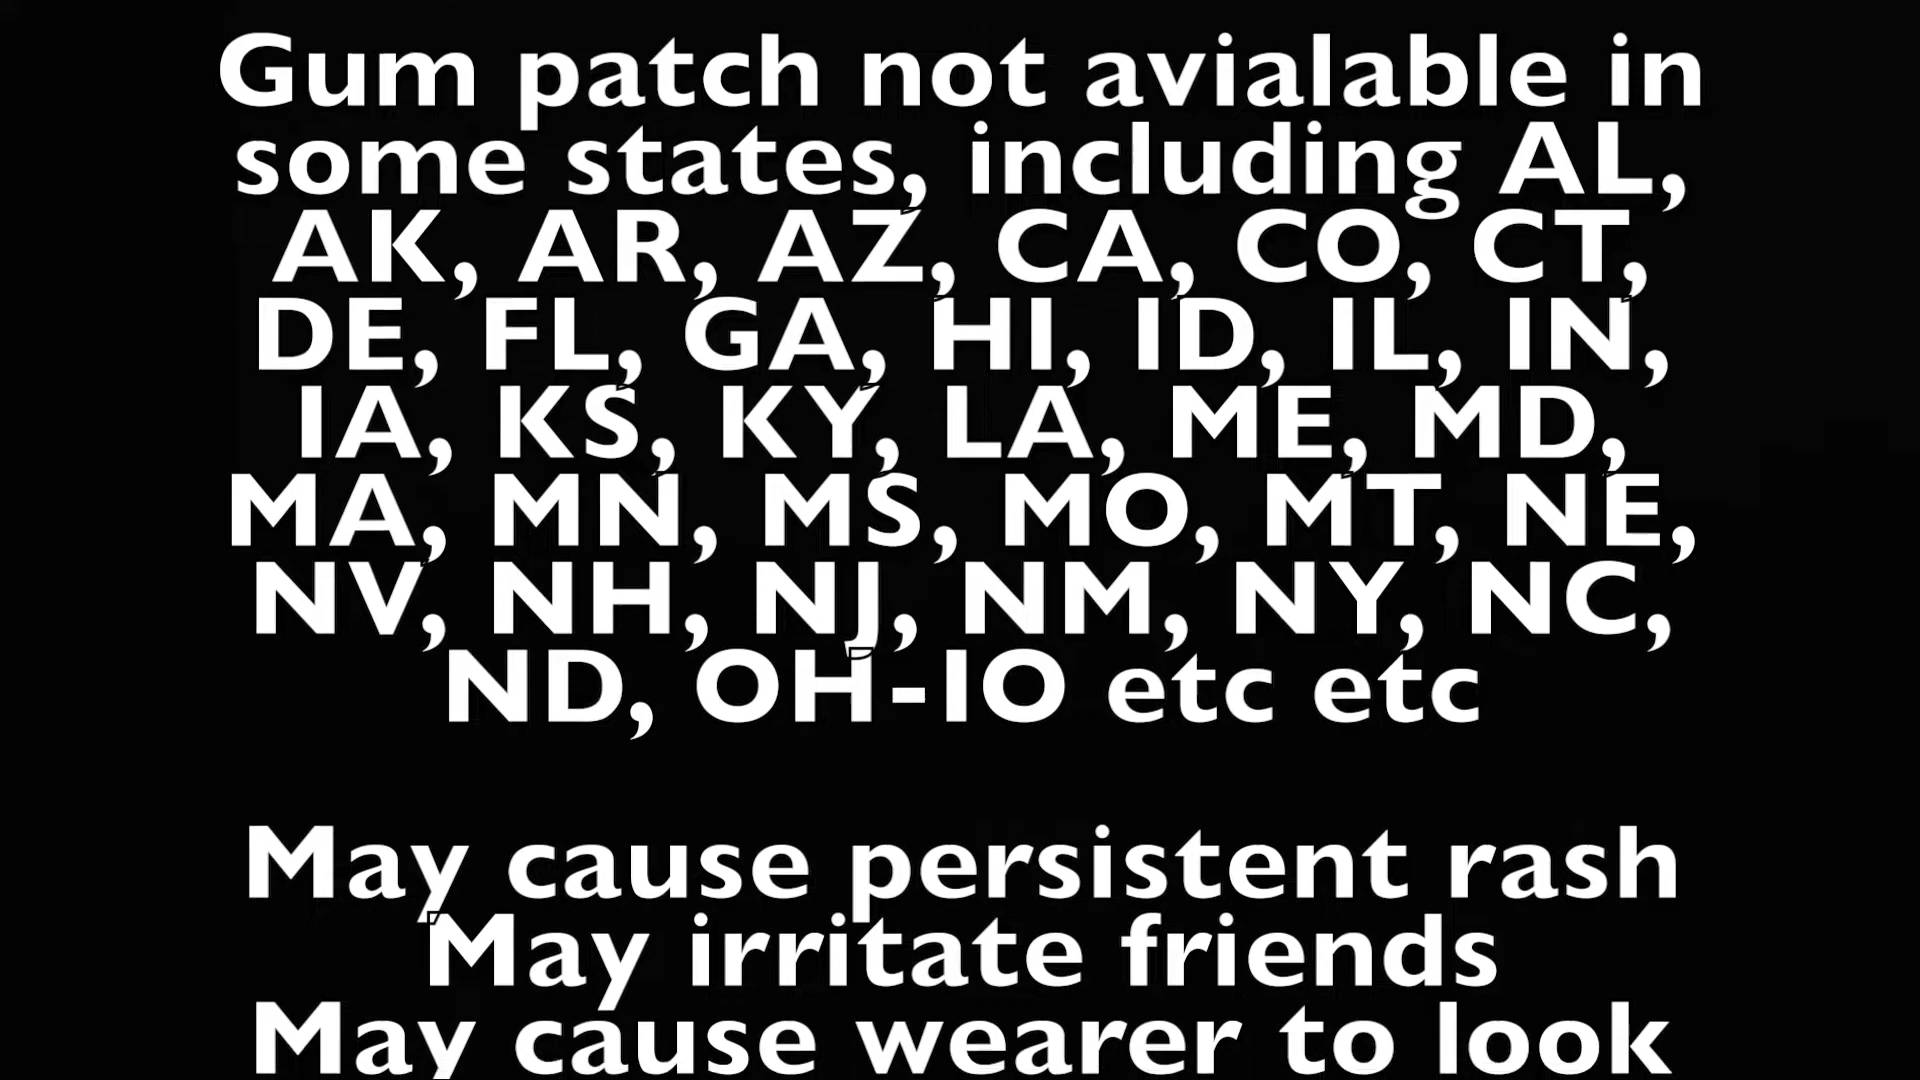 Gum patch not avialable in
some states, including AL,
AK, AR, AZ, CA, CO, CT,
DE, FL, GA, HI, ID, IL, IN,
IA, KS, KY, LA, ME, MD,
MA, MN, MS, MO, MT, NE,
NV, NH, NJ, NM, NY, NC,
ND, OH-IO etc etc
May cause persistent rash
May irritate friends
May cause wearer to look